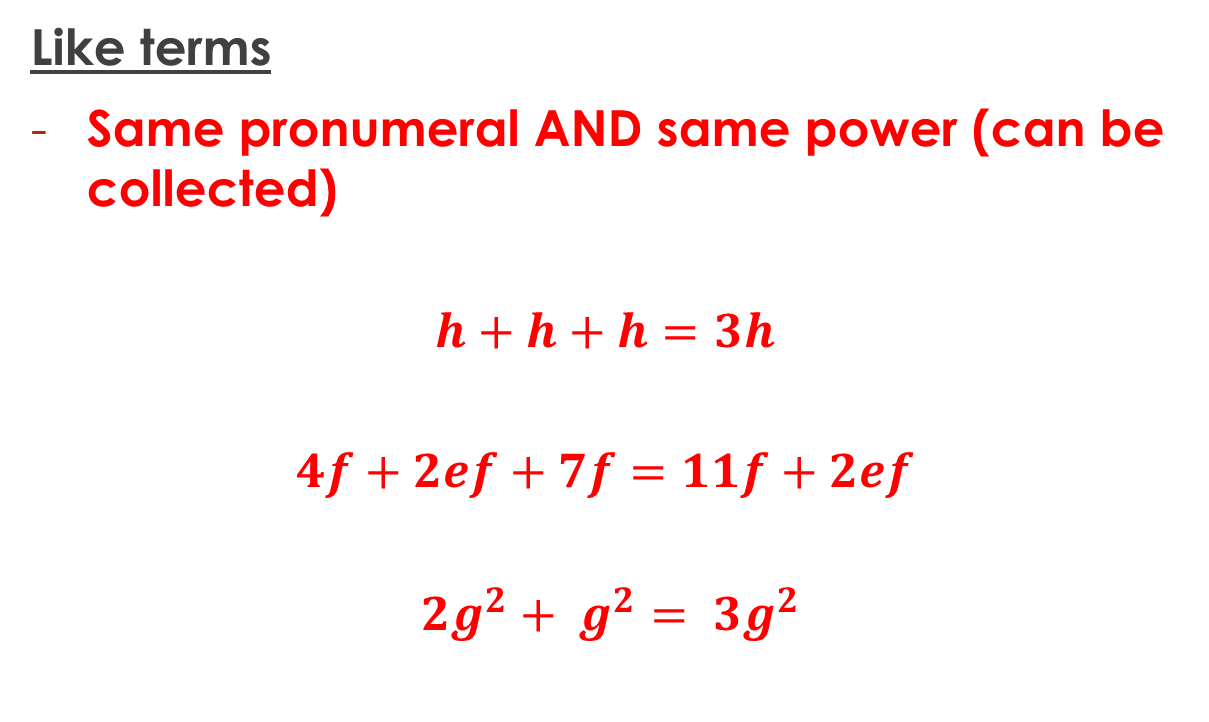 Like terms
- Same pronumeral AND same power (can be
collected)
h + h + h = 3h
4f + 2ef + 7f = 11f + 2ef
2g² + g² = 3g²